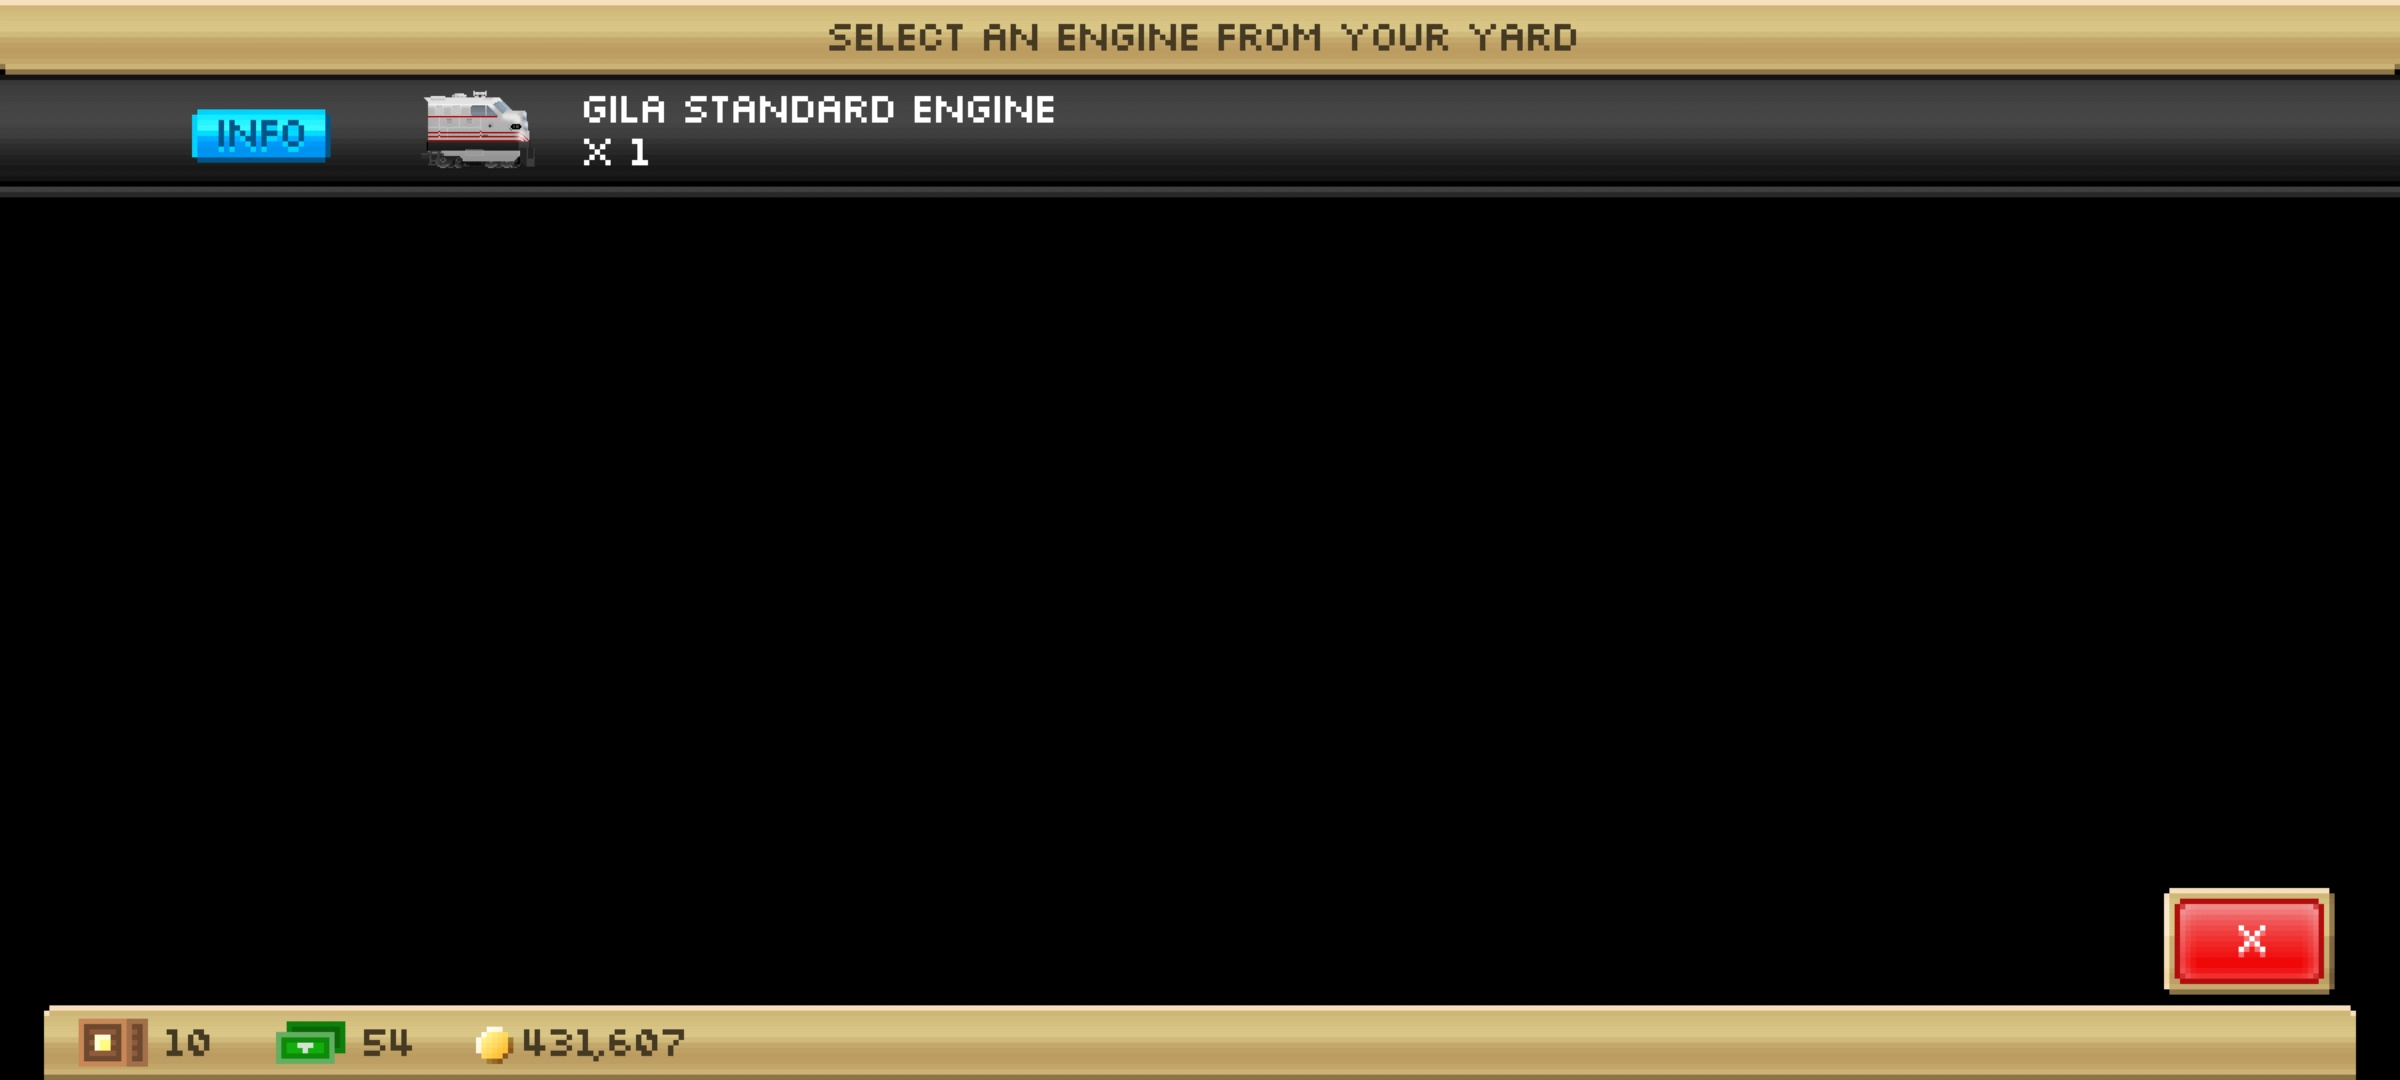 SELECT AN ENGINE FROM YOUR YARD
INFO
GILA STANDARD ENGINE
X 1
X
10 54 431,607